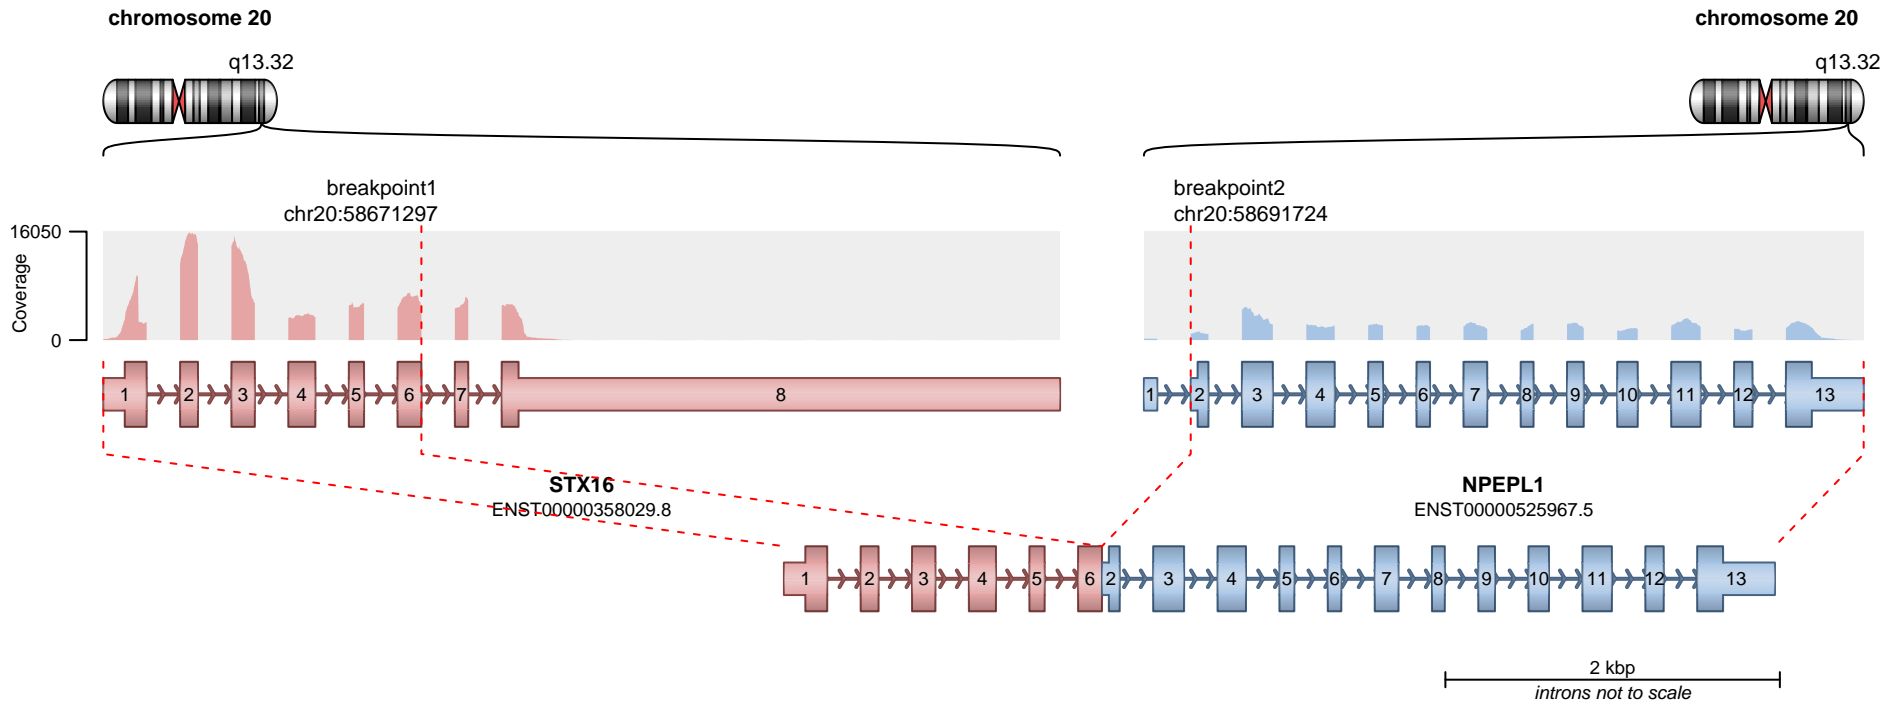 chromosome 20
chromosome 20
q13.32
q13.32
breakpoint1
chr20:58671297
breakpoint2
chr20:58691724
16050
Coverage
0
1 2 3 4 5 6 7 8
1 2 3 4 5 6 7 8 9 10 11 12 13
STX16
ENST00000358029.8
NPEPL1
ENST00000525967.5
1 2 3 4 5 6 2 3 4 5 6 7 8 9 10 11 12 13
2 kbp
introns not to scale